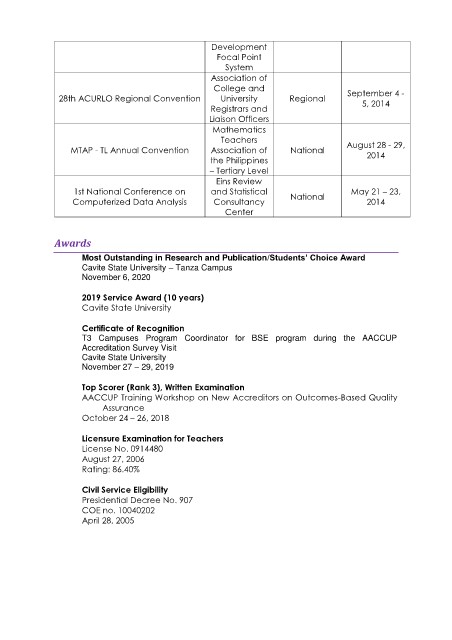 Development
Focal Point
System
28th ACURLO Regional Convention
Association of
College and
University
Registrars and
Liaison Officers
Regional
September 4 -
5, 2014
MTAP - TL Annual Convention
Mathematics
Teachers
Association of
the Philippines
– Tertiary Level
National
August 28 - 29,
2014
1st National Conference on
Computerized Data Analysis
Eins Review
and Statistical
Consultancy
Center
National
May 21 – 23,
2014
Awards
Most Outstanding in Research and Publication/Students’ Choice Award
Cavite State University – Tanza Campus
November 6, 2020
2019 Service Award (10 years)
Cavite State University
Certificate of Recognition
T3 Campuses Program Coordinator for BSE program during the AACCUP
Accreditation Survey Visit
Cavite State University
November 27 – 29, 2019
Top Scorer (Rank 3), Written Examination
AACCUP Training Workshop on New Accreditors on Outcomes-Based Quality
Assurance
October 24 – 26, 2018
Licensure Examination for Teachers
License No. 0914480
August 27, 2006
Rating: 86.40%
Civil Service Eligibility
Presidential Decree No. 907
COE no. 10040202
April 28, 2005